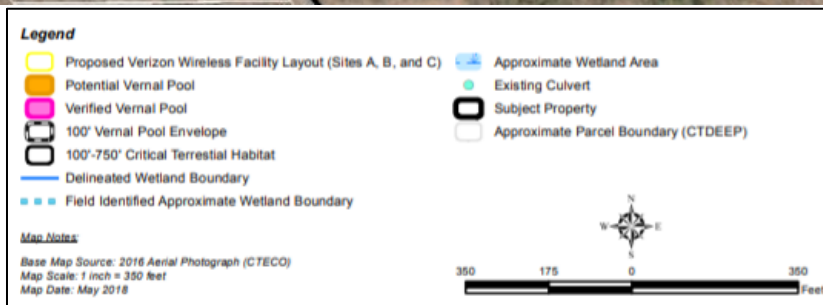 Legend
Proposed Verizon Wireless Facility Layout (Sites A, B, and C)
Potential Vernal Pool
Verified Vernal Pool
100' Vernal Pool Envelope
100'-750' Critical Terrestial Habitat
Delineated Wetland Boundary
Field Identified Approximate Wetland Boundary
Approximate Wetland Area
Existing Culvert
Subject Property
Approximate Parcel Boundary (CTDEEP)
Map Notes:
Base Map Source: 2016 Aerial Photograph (CTECO)
Map Scale: 1 inch = 350 feet
Map Date: May 2018
N
W E
S
350 175 0 350
Feet